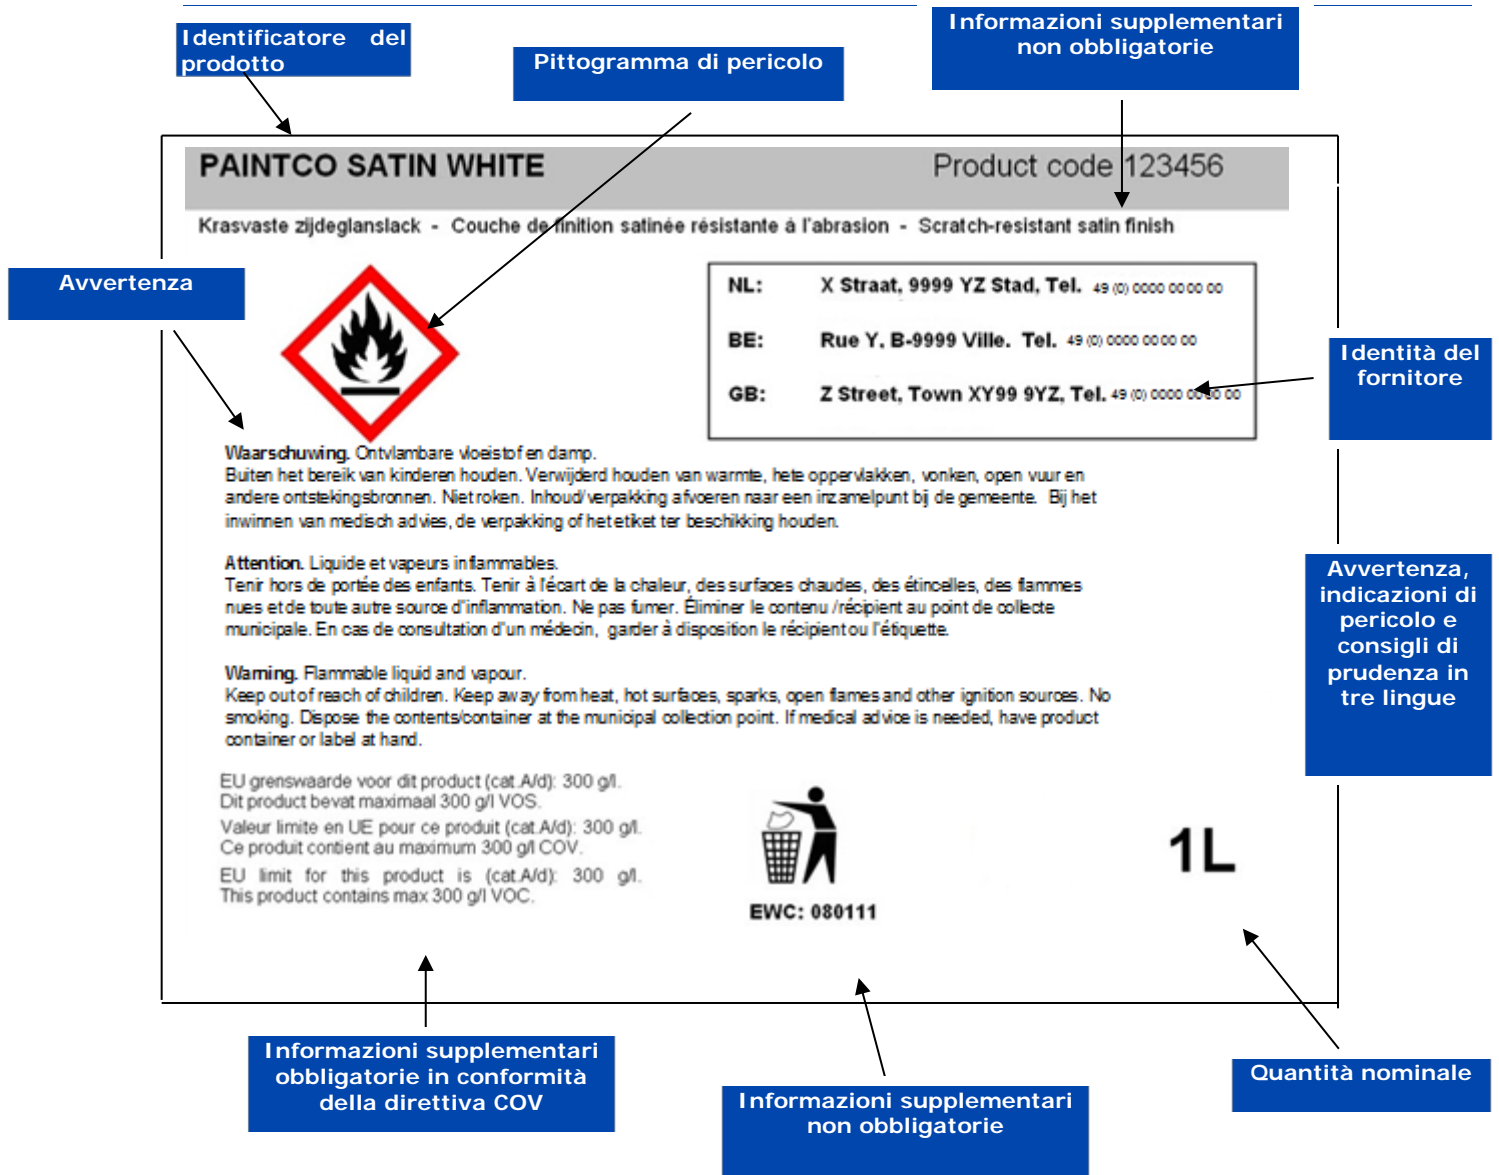 Identificatore del
prodotto
Pittogramma di pericolo
Informazioni supplementari
non obbligatorie
PAINTCO SATIN WHITE
Product code 123456
Krasvaste zijdeglanslack - Couche de finition satinée résistante à l'abrasion - Scratch-resistant satin finish
Avvertenza
NL: X Straat, 9999 YZ Stad, Tel. 49 (0) 0000 0000 00
BE: Rue Y, B-9999 Ville. Tel. 49 (0) 0000 0000 00
GB: Z Street, Town XY99 9YZ, Tel. 49 (0) 0000 0000 00
Identità del
fornitore
Waarschuwing. Ontvlambare vloeistof en damp.
Buiten het bereik van kinderen houden. Verwijderd houden van warmte, hete oppervlakken, vonken, open vuur en
andere ontstekingsbronnen. Niet roken. Inhoud/verpakking afvoeren naar een inzamelpunt bij de gemeente. Bij het
inwinnen van medisch advies, de verpakking of het etiket ter beschikking houden.
Attention. Liquide et vapeurs inflammables.
Tenir hors de portée des enfants. Tenir à l'écart de la chaleur, des surfaces chaudes, des étincelles, des flammes
nues et de toute autre source d'inflammation. Ne pas fumer. Éliminer le contenu /récipient au point de collecte
municipale. En cas de consultation d'un médecin, garder à disposition le récipient ou l'étiquette.
Warning. Flammable liquid and vapour.
Keep out of reach of children. Keep away from heat, hot surfaces, sparks, open flames and other ignition sources. No
smoking. Dispose the contents/container at the municipal collection point. If medical advice is needed, have product
container or label at hand.
Avvertenza,
indicazioni di
pericolo e
consigli di
prudenza in
tre lingue
EU grenswaarde voor dit product (cat.A/d): 300 g/l.
Dit product bevat maximaal 300 g/l VOS.
Valeur limite en UE pour ce produit (cat.A/d): 300 g/l.
Ce produit contient au maximum 300 g/l COV.
EU limit for this product is (cat.A/d): 300 g/l.
This product contains max 300 g/l VOC.
EWC: 080111
1L
Informazioni supplementari
obbligatorie in conformità
della direttiva COV
Informazioni supplementari
non obbligatorie
Quantità nominale